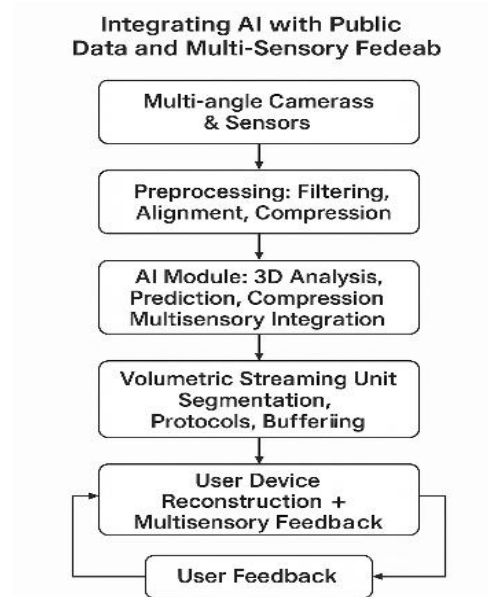 Integrating AI with Public
Data and Multi-Sensory Fedeab
Multi-angle Camerass
& Sensors
Preprocessing: Filtering,
Alignment, Compression
AI Module: 3D Analysis,
Prediction, Compression
Multisensory Integration
Volumetric Streaming Unit
Segmentation,
Protocols, Bufferiing
User Device
Reconstruction +
Multisensory Feedback
User Feedback